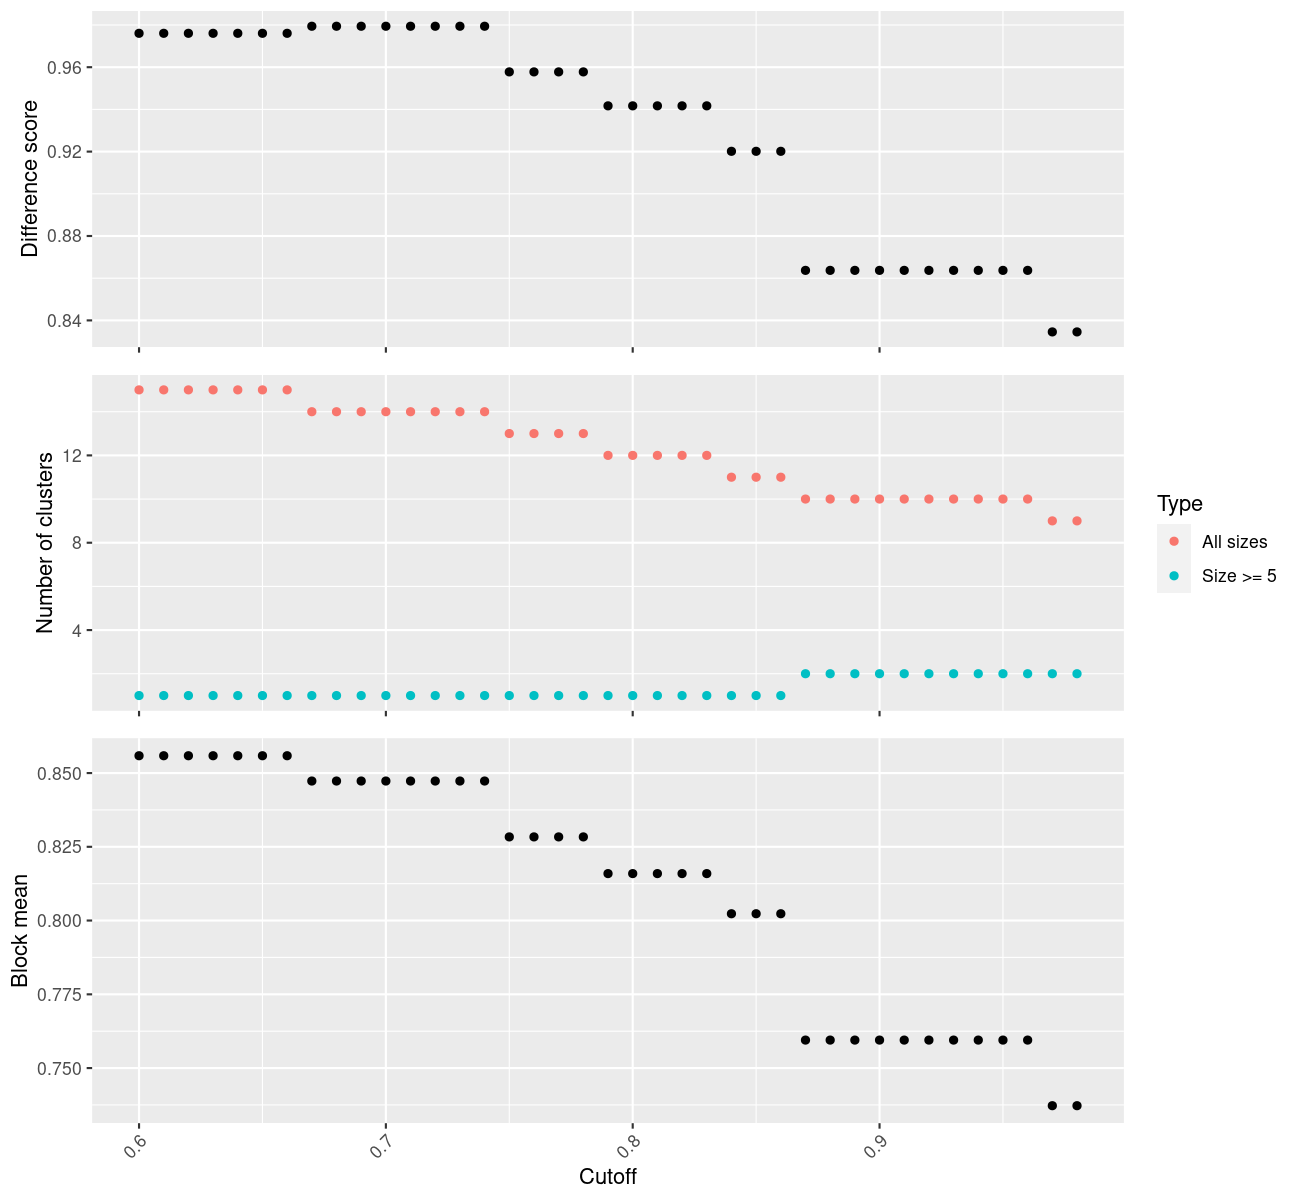 Difference score
0.96
0.92
0.88
0.84
Number of clusters
12
8
4
Type
All sizes
Size >= 5
Block mean
0.850
0.825
0.800
0.775
0.750
0.6
0.7
0.8
0.9
Cutoff